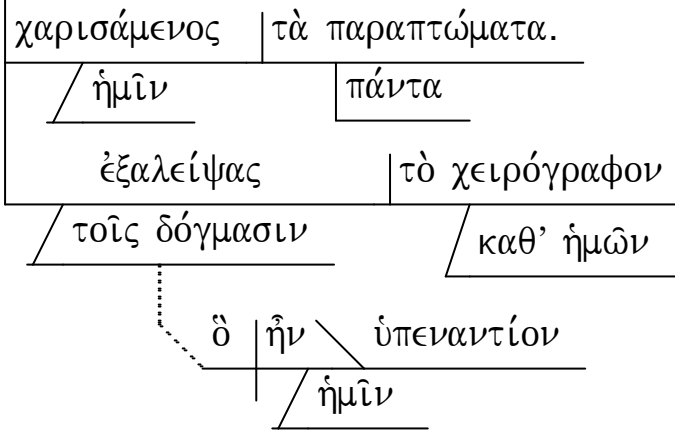 χαρισάμενος τὰ παραπτώματα.
ἡμῖν πάντα
ἐξαλείψας τὸ χειρόγραφον
τοῖς δόγμασιν καθ’ ἡμῶν
ὃ ἦν ὑπεναντίον
ἡμῖν